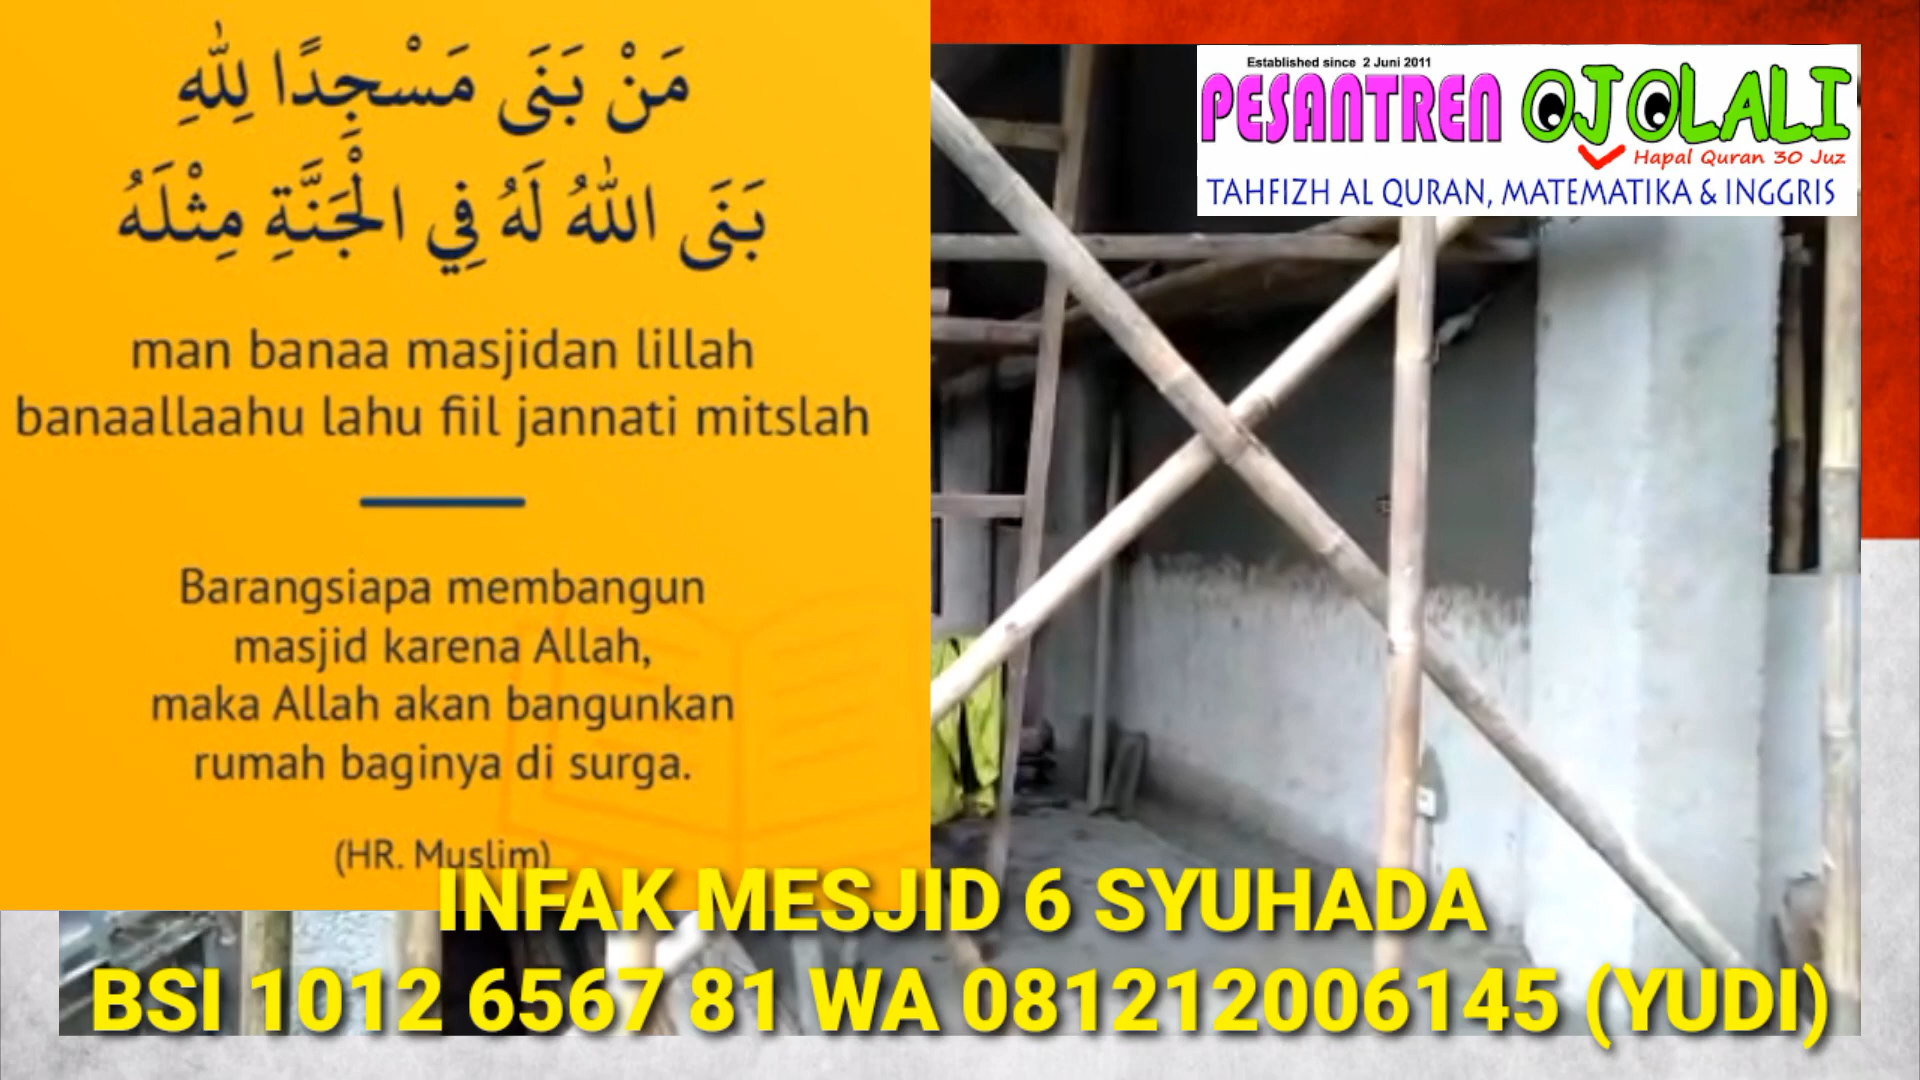 مَنْ بَنَى مَسْجِدًا لِلّٰهِ
بَنَى اللّٰهُ لَهُ فِي الْجَنَّةِ مِثْلَهُ
man banaa masjidan lillah
banaallaahu lahu fiil jannati mitslah
Barangsiapa membangun
masjid karena Allah,
maka Allah akan bangunkan
rumah baginya di surga.
(HR. Muslim)
Established since 2 Juni 2011
PESANTREN OJOLALI
Hapal Quran 30 Juz
TAHFIZH AL QURAN, MATEMATIKA & INGGRIS
INFAK MESJID 6 SYUHADA
BSI 1012 6567 81 WA 081212006145 (YUDI)